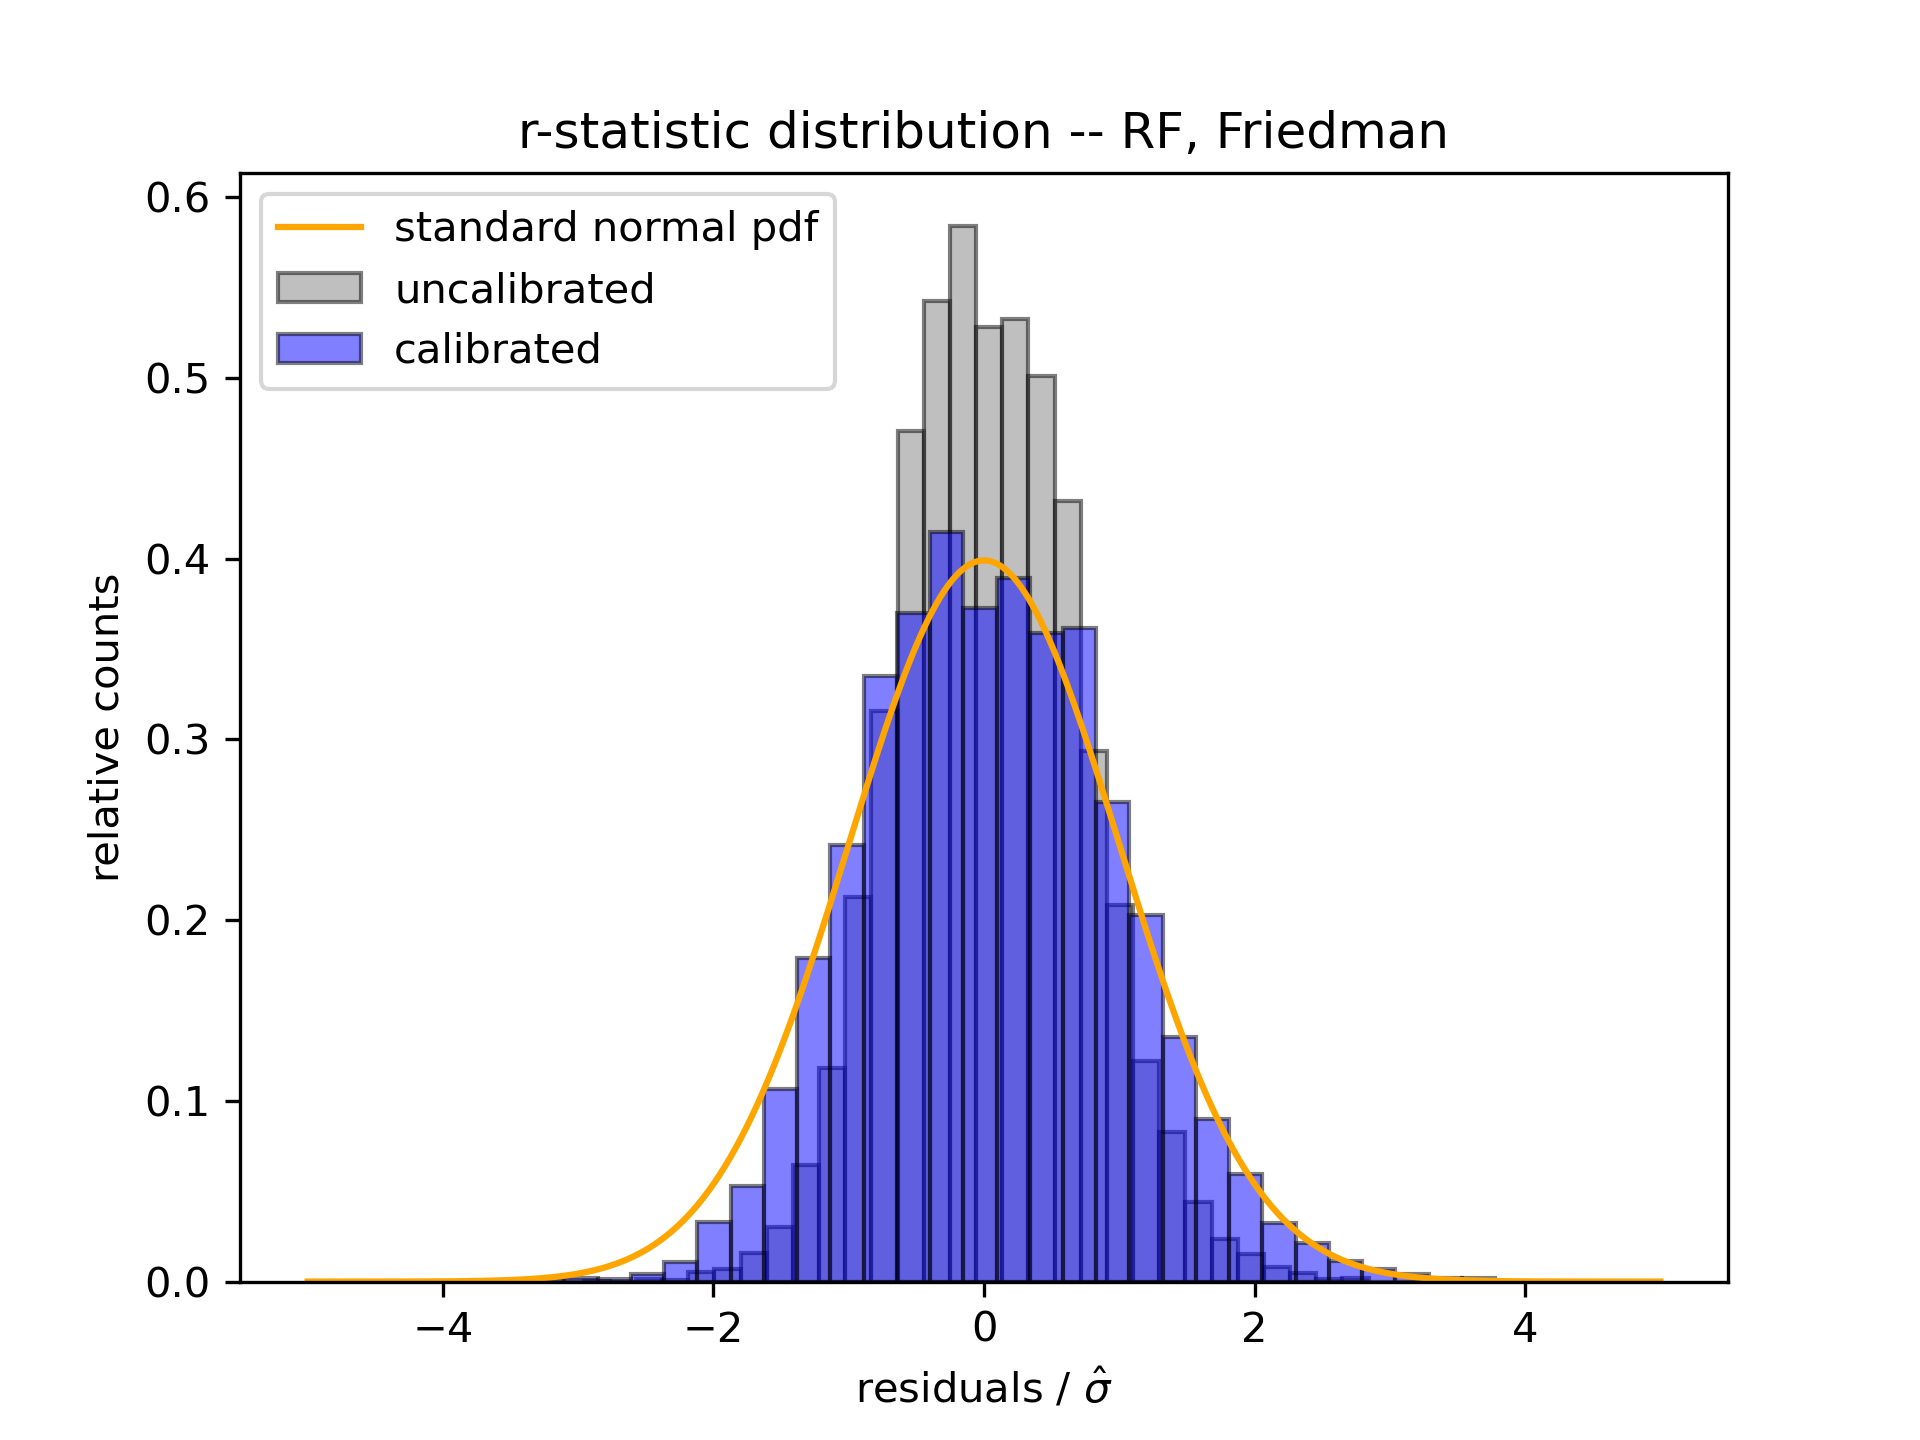 r-statistic distribution -- RF, Friedman
standard normal pdf
uncalibrated
calibrated
relative counts
0.6
0.5
0.4
0.3
0.2
0.1
0.0
−4 −2 0 2 4
residuals / σ̂